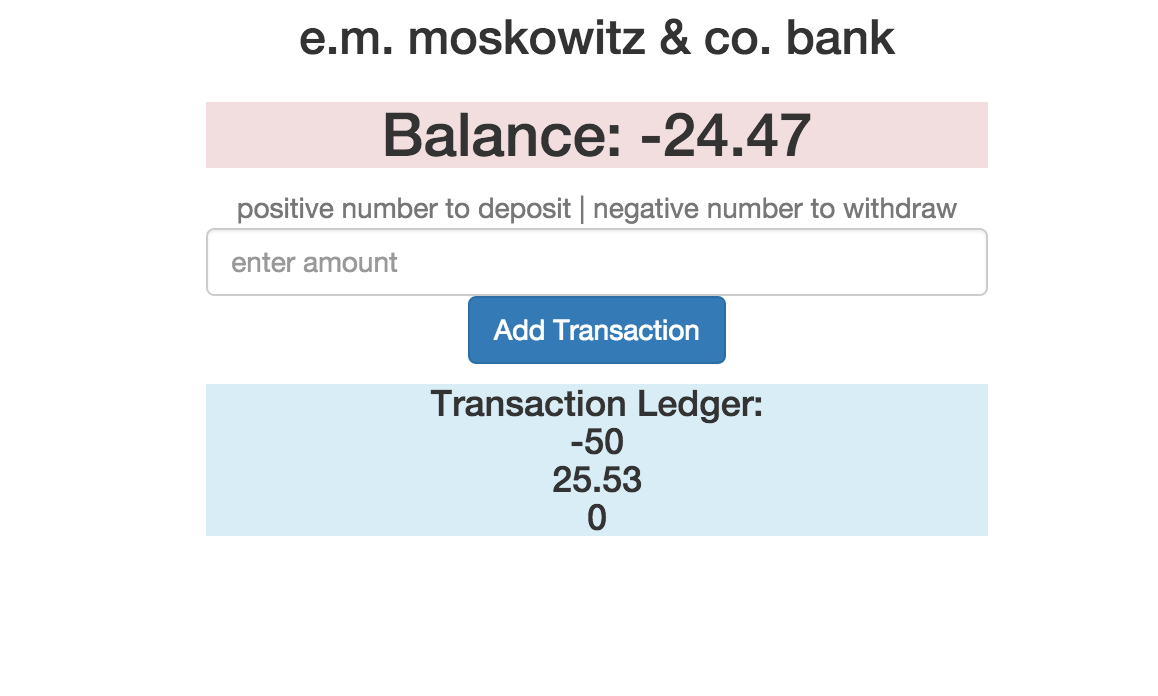 e.m. moskowitz & co. bank
Balance: -24.47
positive number to deposit | negative number to withdraw
enter amount
Add Transaction
Transaction Ledger:
-50
25.53
0